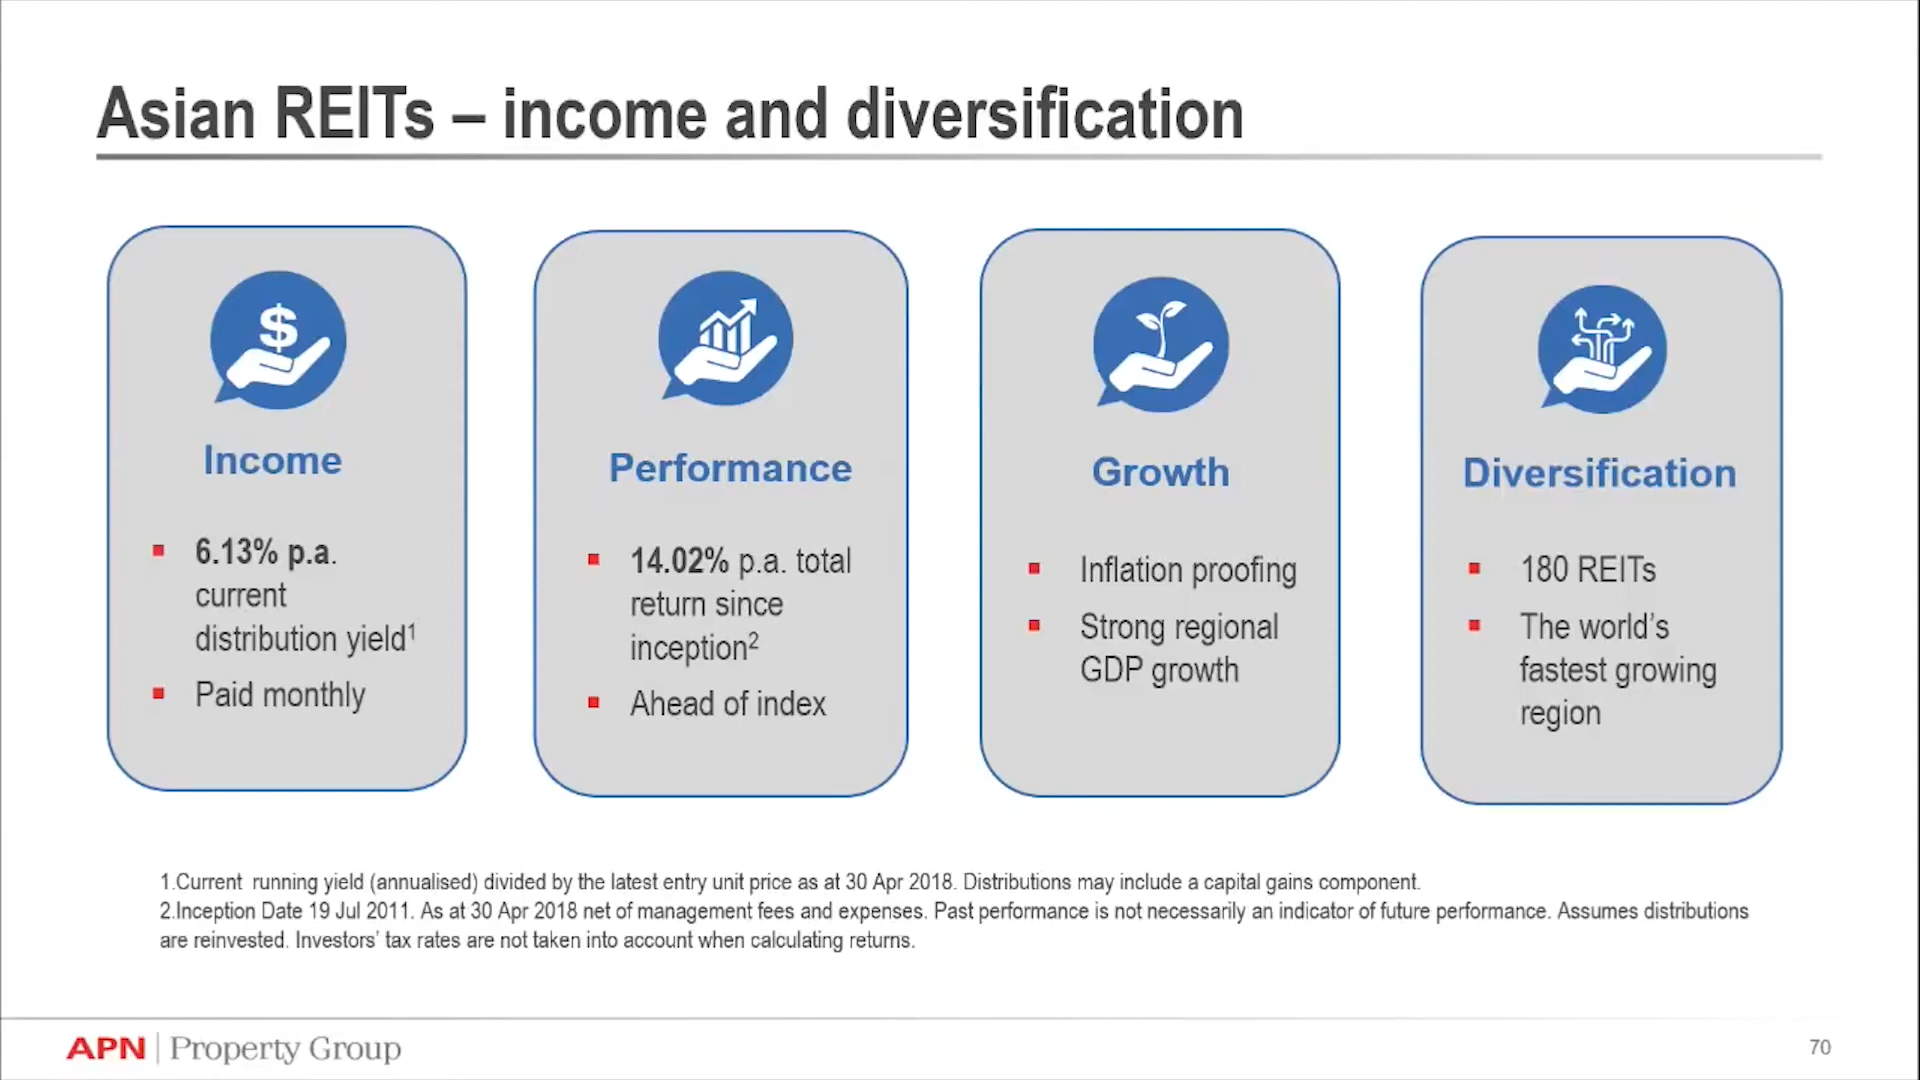 Asian REITs – income and diversification
Income
6.13% p.a.
current
distribution yield¹
Paid monthly
Performance
14.02% p.a. total
return since
inception²
Ahead of index
Growth
Inflation proofing
Strong regional
GDP growth
Diversification
180 REITs
The world’s
fastest growing
region
1.Current running yield (annualised) divided by the latest entry unit price as at 30 Apr 2018. Distributions may include a capital gains component.
2.Inception Date 19 Jul 2011. As at 30 Apr 2018 net of management fees and expenses. Past performance is not necessarily an indicator of future performance. Assumes distributions
are reinvested. Investors’ tax rates are not taken into account when calculating returns.
APN | Property Group
70